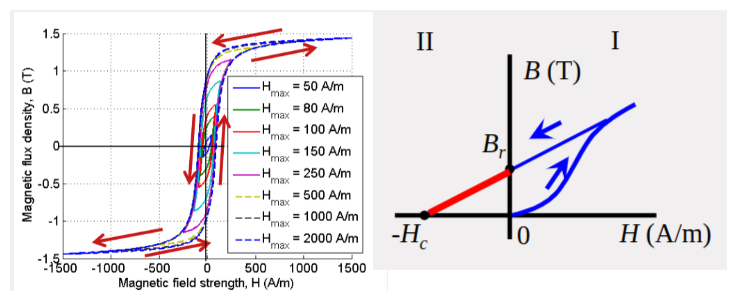 Magnetic flux density, B (T)
1.5
1
0.5
0
-0.5
-1
-1.5
-1500 -1000 -500 0 500 1000 1500
Magnetic field strength, H (A/m)
Hmax = 50 A/m
Hmax = 80 A/m
Hmax = 100 A/m
Hmax = 150 A/m
Hmax = 250 A/m
Hmax = 500 A/m
Hmax = 1000 A/m
Hmax = 2000 A/m
II I
B (T)
Br
-Hc 0 H (A/m)